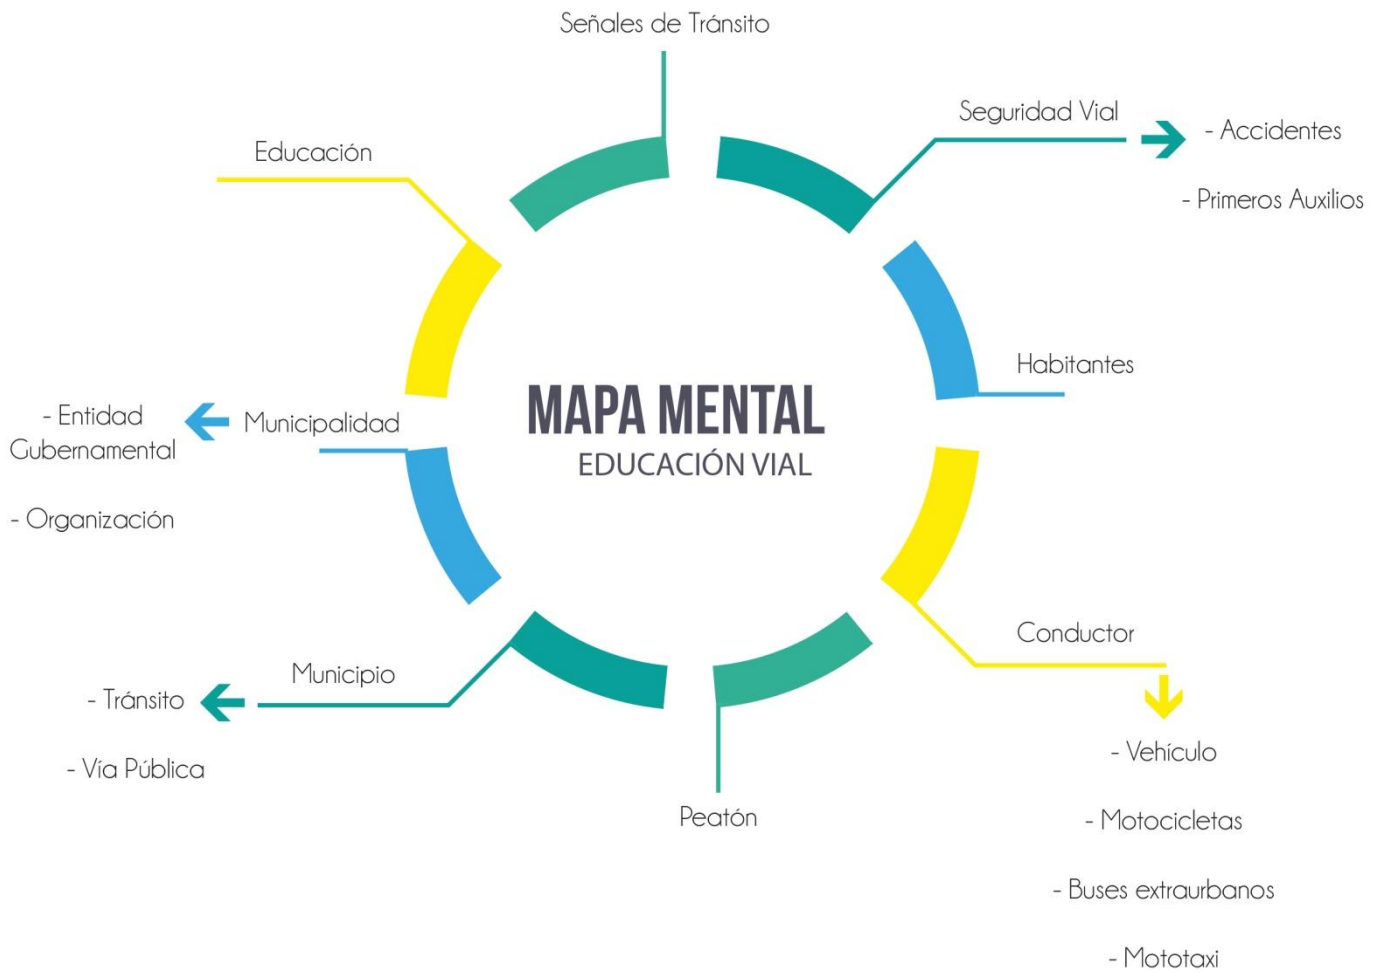 Señales de Tránsito
Seguridad Vial
- Accidentes
- Primeros Auxilios
Educación
Habitantes
MAPA MENTAL
EDUCACIÓN VIAL
Municipalidad
- Entidad
Gubernamental
- Organización
Conductor
- Vehículo
- Motocicletas
- Buses extraurbanos
- Mototaxi
Municipio
- Tránsito
- Vía Pública
Peatón